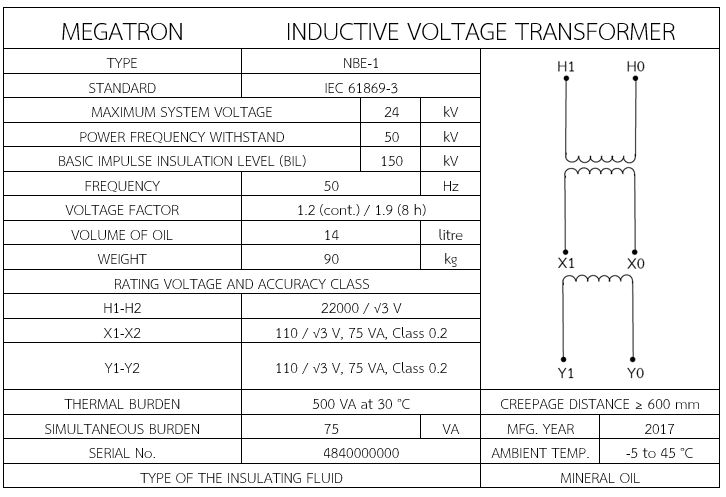 MEGATRON INDUCTIVE VOLTAGE TRANSFORMER
TYPE NBE-1
STANDARD IEC 61869-3
MAXIMUM SYSTEM VOLTAGE 24 kV
POWER FREQUENCY WITHSTAND 50 kV
BASIC IMPULSE INSULATION LEVEL (BIL) 150 kV
FREQUENCY 50 Hz
VOLTAGE FACTOR 1.2 (cont.) / 1.9 (8 h)
VOLUME OF OIL 14 litre
WEIGHT 90 kg
RATING VOLTAGE AND ACCURACY CLASS
H1-H2 22000 / √3 V
X1-X2 110 / √3 V, 75 VA, Class 0.2
Y1-Y2 110 / √3 V, 75 VA, Class 0.2
H1 H0
X1 X0
Y1 Y0
THERMAL BURDEN 500 VA at 30 °C CREEPAGE DISTANCE ≥ 600 mm
SIMULTANEOUS BURDEN 75 VA MFG. YEAR 2017
SERIAL No. 4840000000 AMBIENT TEMP. -5 to 45 °C
TYPE OF THE INSULATING FLUID MINERAL OIL